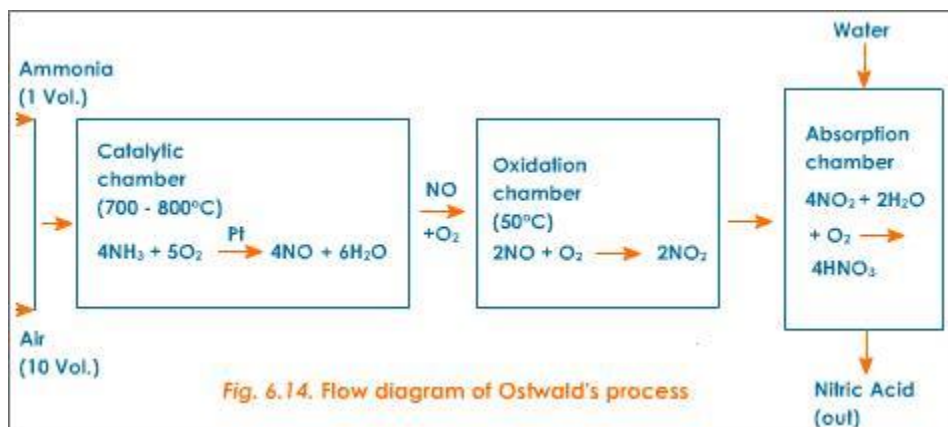 Ammonia
(1 Vol.)
Air
(10 Vol.)
Catalytic
chamber
(700 - 800°C)
Pt
4NH₃ + 5O₂ → 4NO + 6H₂O
NO
+O₂
Oxidation
chamber
(50°C)
2NO + O₂ → 2NO₂
Water
Absorption
chamber
4NO₂ + 2H₂O
+ O₂ →
4HNO₃
Nitric Acid
(out)
Fig. 6.14. Flow diagram of Ostwald's process